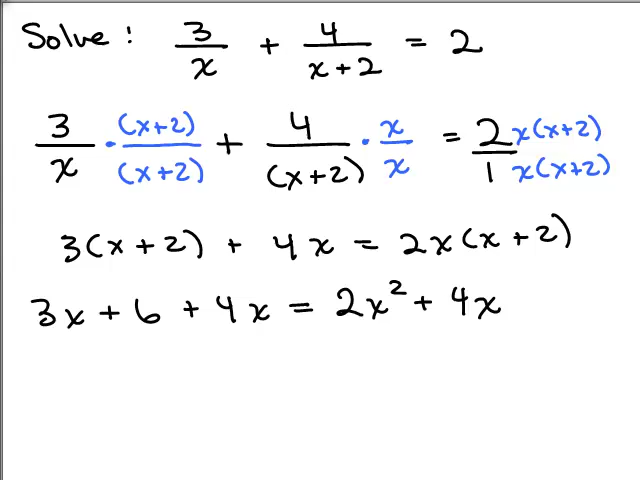 Solve: 3/x + 4/(x+2) = 2
3/x · (x+2)/(x+2) + 4/(x+2) · x/x = 2/1 x(x+2)/x(x+2)
3(x+2) + 4x = 2x(x+2)
3x + 6 + 4x = 2x² + 4x